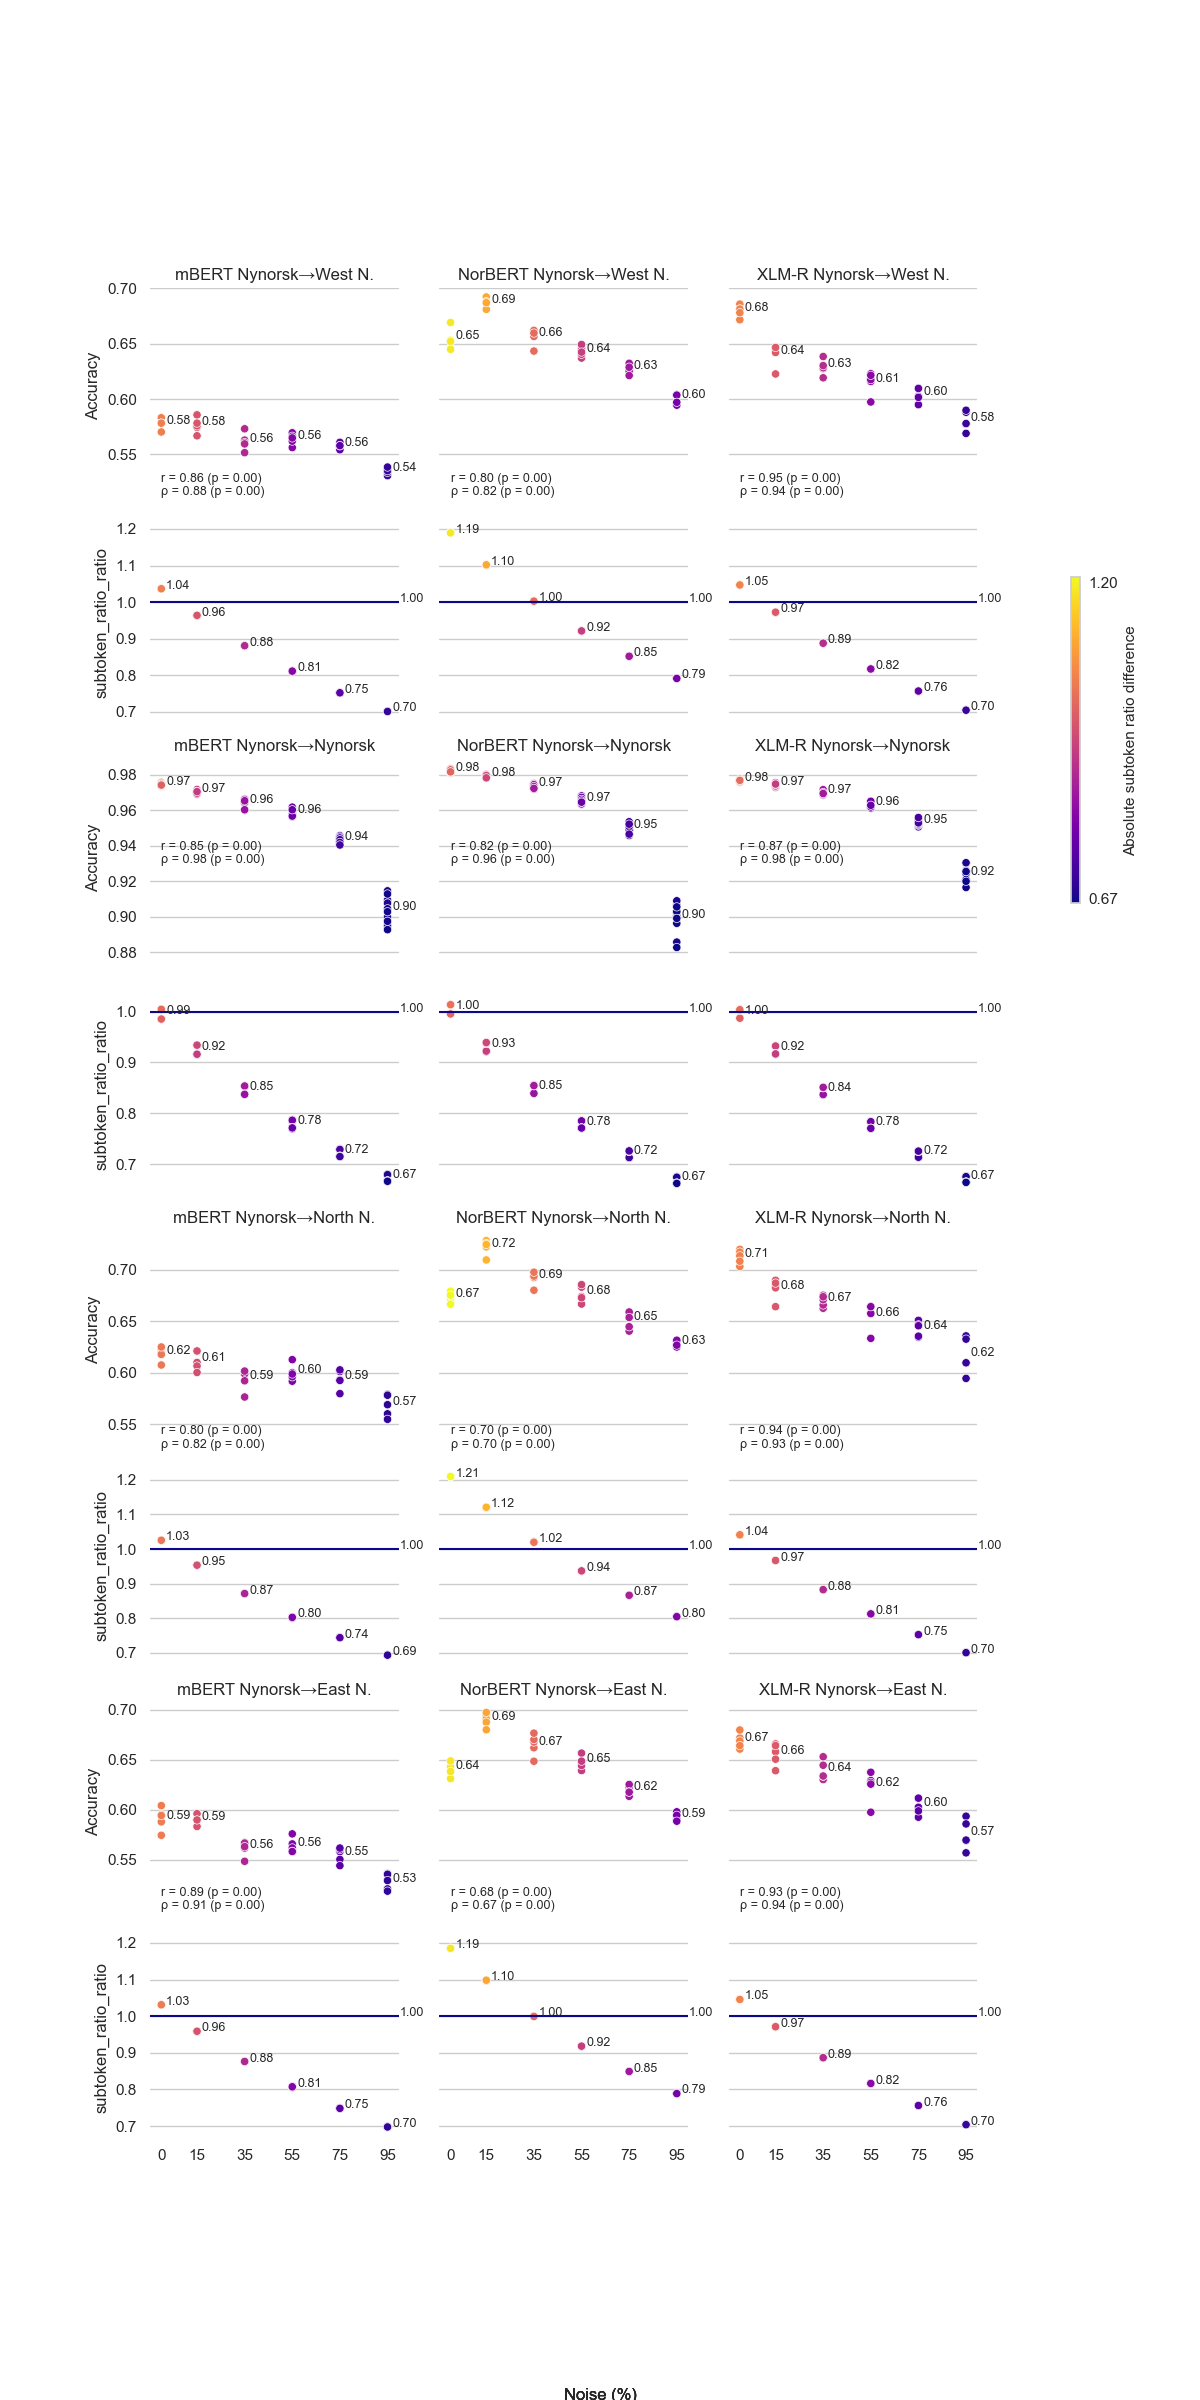 mBERT Nynorsk→West N. NorBERT Nynorsk→West N. XLM-R Nynorsk→West N.
Accuracy
0.70
0.65
0.60
0.55
0.58 0.58 0.56 0.56 0.56 0.54
r = 0.86 (p = 0.00)
ρ = 0.88 (p = 0.00)
0.65 0.69 0.66 0.64 0.63 0.60
r = 0.80 (p = 0.00)
ρ = 0.82 (p = 0.00)
0.68 0.64 0.63 0.61 0.60 0.58
r = 0.95 (p = 0.00)
ρ = 0.94 (p = 0.00)
subtoken_ratio_ratio
1.2
1.1
1.0
0.9
0.8
0.7
1.04 0.96 0.88 0.81 0.75 0.70 1.00
1.19 1.10 1.00 0.92 0.85 0.79 1.00
1.05 0.97 0.89 0.82 0.76 0.70 1.00
1.20
Absolute subtoken ratio difference
0.67
mBERT Nynorsk→Nynorsk NorBERT Nynorsk→Nynorsk XLM-R Nynorsk→Nynorsk
Accuracy
0.98
0.96
0.94
0.92
0.90
0.88
0.97 0.97 0.96 0.96 0.94 0.90
r = 0.85 (p = 0.00)
ρ = 0.98 (p = 0.00)
0.98 0.98 0.97 0.97 0.95 0.90
r = 0.82 (p = 0.00)
ρ = 0.96 (p = 0.00)
0.98 0.97 0.97 0.96 0.95 0.92
r = 0.87 (p = 0.00)
ρ = 0.98 (p = 0.00)
subtoken_ratio_ratio
1.0
0.9
0.8
0.7
0.99 0.92 0.85 0.78 0.72 0.67 1.00
1.00 0.93 0.85 0.78 0.72 0.67 1.00
1.00 0.92 0.84 0.78 0.72 0.67 1.00
mBERT Nynorsk→North N. NorBERT Nynorsk→North N. XLM-R Nynorsk→North N.
Accuracy
0.70
0.65
0.60
0.55
0.62 0.61 0.59 0.60 0.59 0.57
r = 0.80 (p = 0.00)
ρ = 0.82 (p = 0.00)
0.67 0.72 0.69 0.68 0.65 0.63
r = 0.70 (p = 0.00)
ρ = 0.70 (p = 0.00)
0.71 0.68 0.67 0.66 0.64 0.62
r = 0.94 (p = 0.00)
ρ = 0.93 (p = 0.00)
subtoken_ratio_ratio
1.2
1.1
1.0
0.9
0.8
0.7
1.03 0.95 0.87 0.80 0.74 0.69 1.00
1.21 1.12 1.02 0.94 0.87 0.80 1.00
1.04 0.97 0.88 0.81 0.75 0.70 1.00
mBERT Nynorsk→East N. NorBERT Nynorsk→East N. XLM-R Nynorsk→East N.
Accuracy
0.70
0.65
0.60
0.55
0.59 0.59 0.56 0.56 0.55 0.53
r = 0.89 (p = 0.00)
ρ = 0.91 (p = 0.00)
0.64 0.69 0.67 0.65 0.62 0.59
r = 0.68 (p = 0.00)
ρ = 0.67 (p = 0.00)
0.67 0.66 0.64 0.62 0.60 0.57
r = 0.93 (p = 0.00)
ρ = 0.94 (p = 0.00)
subtoken_ratio_ratio
1.2
1.1
1.0
0.9
0.8
0.7
1.03 0.96 0.88 0.81 0.75 0.70 1.00
1.19 1.10 1.00 0.92 0.85 0.79 1.00
1.05 0.97 0.89 0.82 0.76 0.70 1.00
0 15 35 55 75 95 0 15 35 55 75 95 0 15 35 55 75 95
Noise (%)